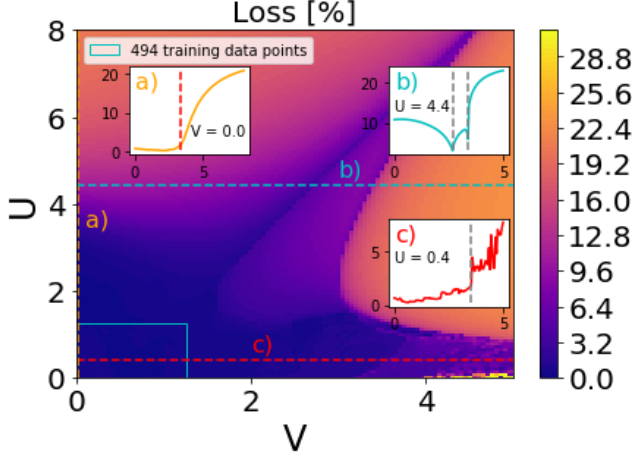 Loss [%]
494 training data points
a)
V = 0.0
20
10
0
0
5
b)
U = 4.4
20
10
0
5
c)
U = 0.4
5
0
0
5
a)
b)
c)
8
6
4
2
0
U
0
2
4
V
28.8
25.6
22.4
19.2
16.0
12.8
9.6
6.4
3.2
0.0